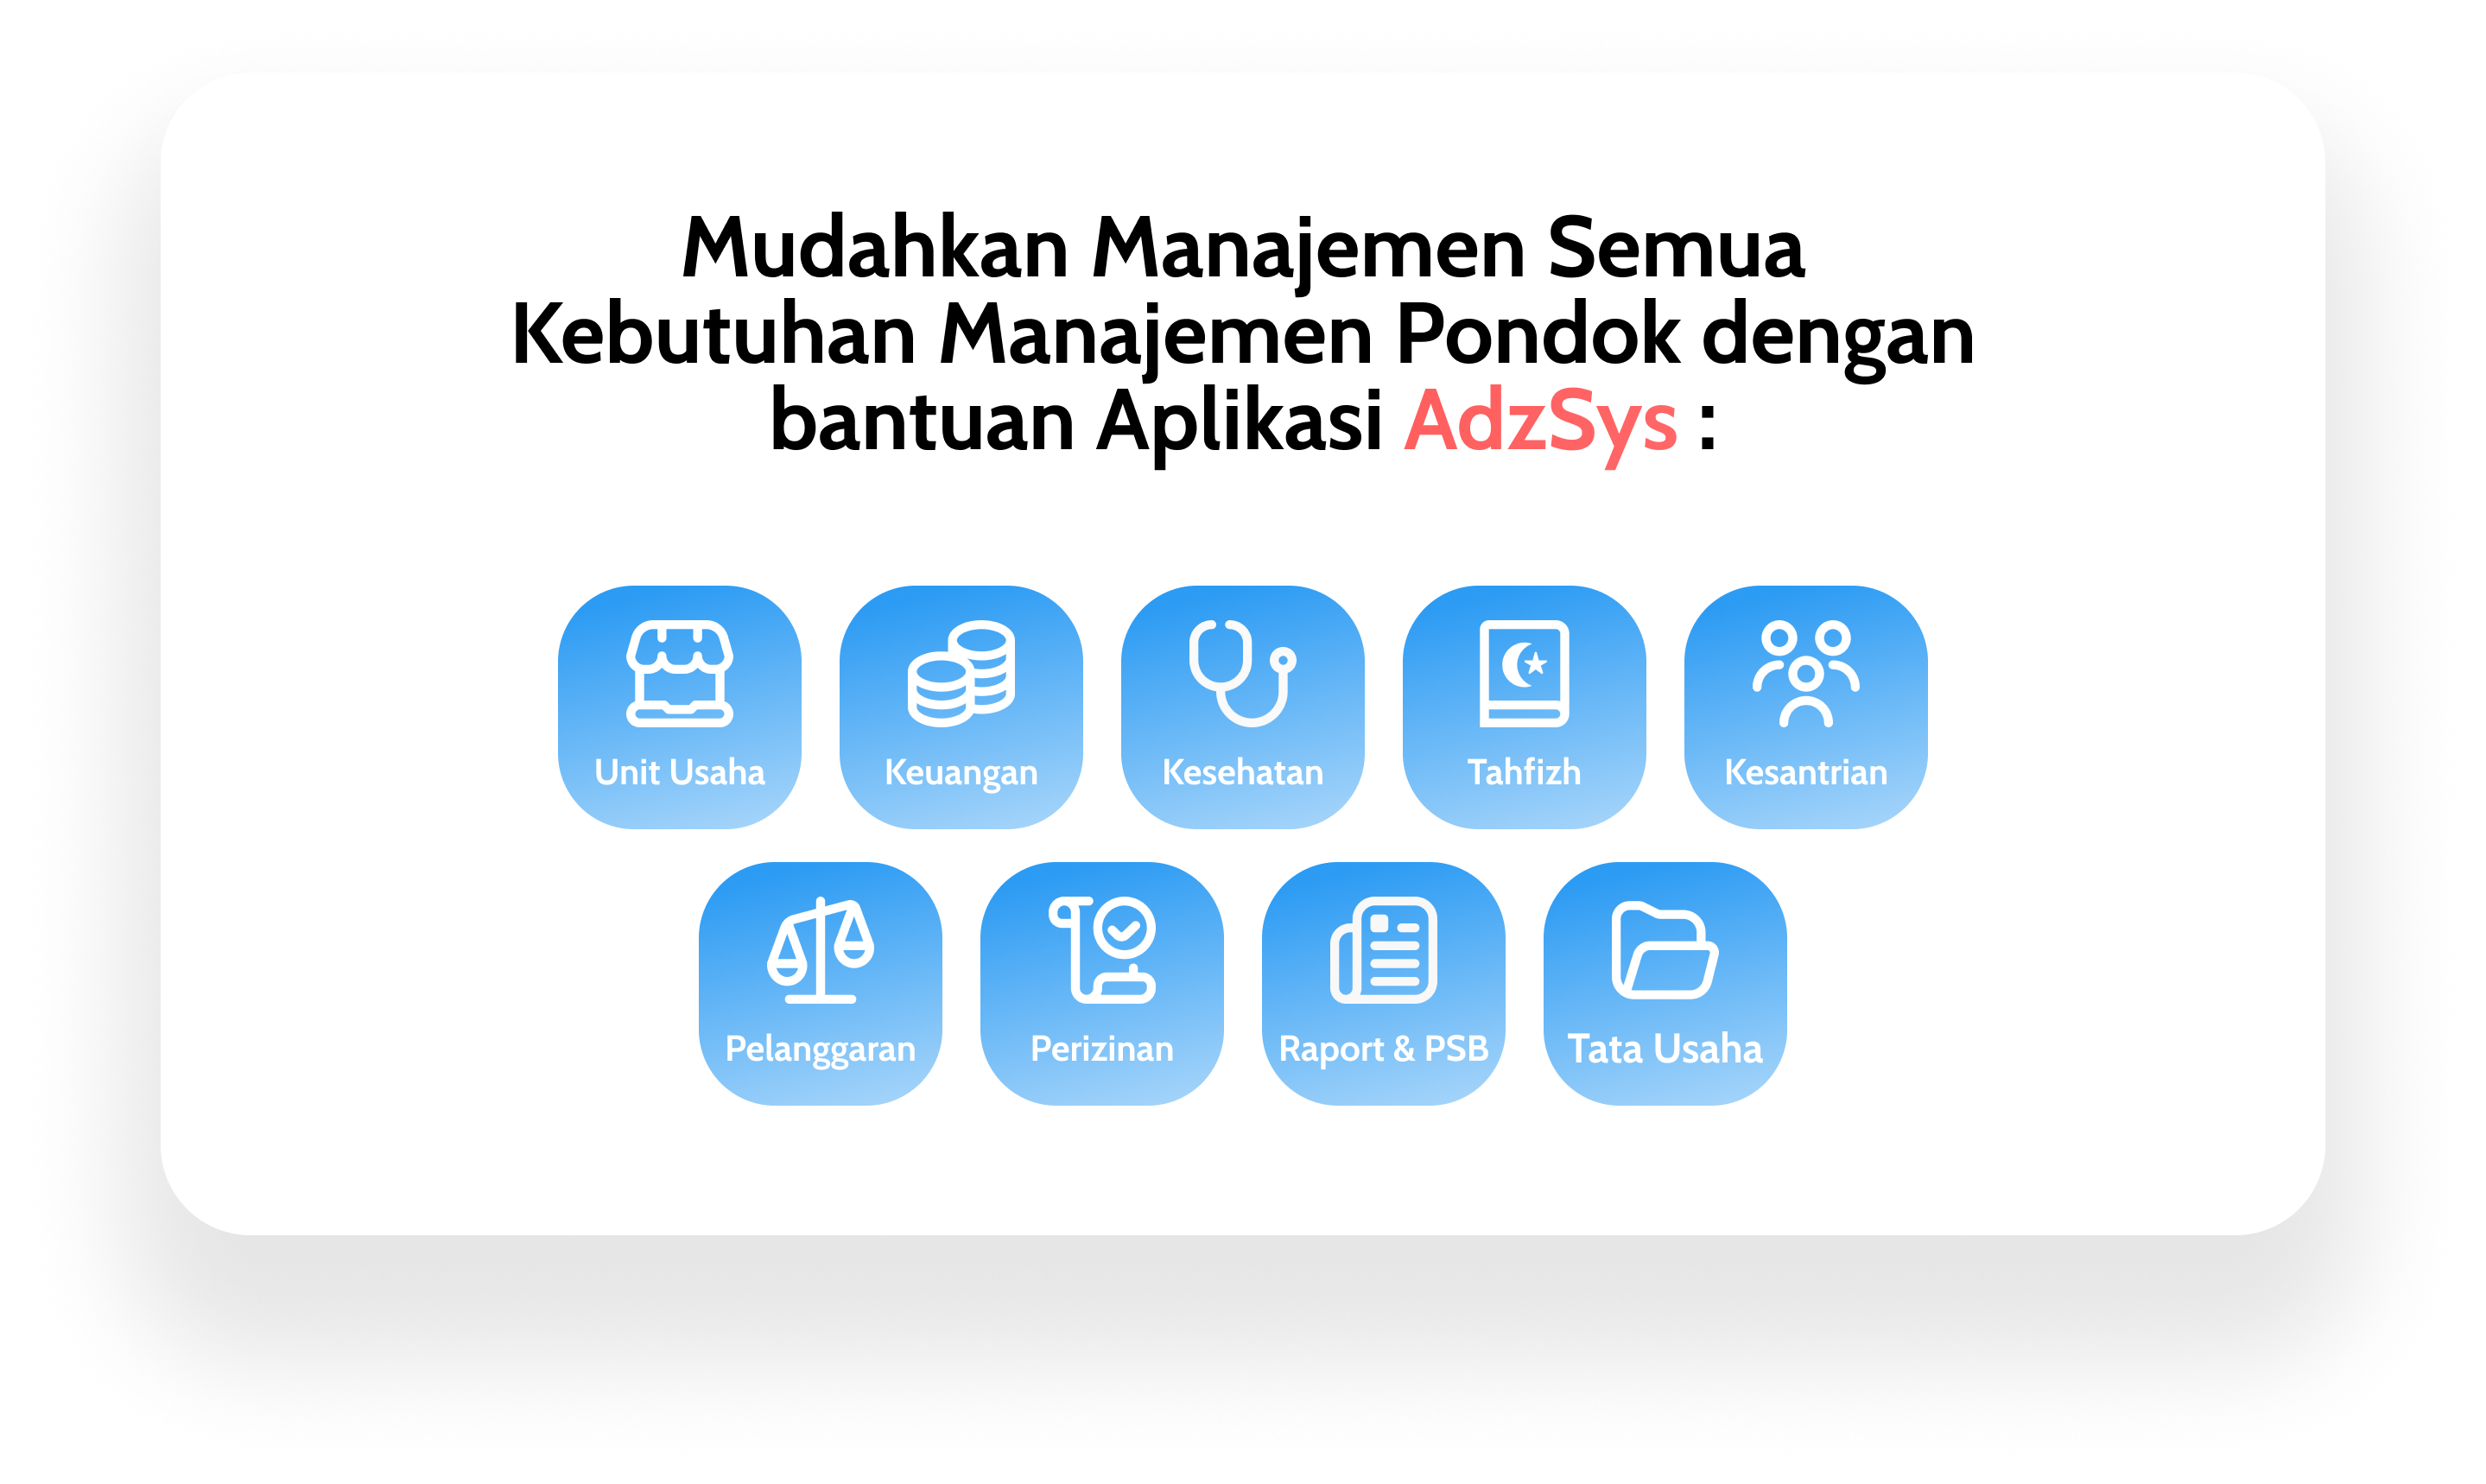 Mudahkan Manajemen Semua
Kebutuhan Manajemen Pondok dengan
bantuan Aplikasi AdzSys :
Unit Usaha
Keuangan
Kesehatan
Tahfizh
Kesantrian
Pelanggaran
Perizinan
Raport & PSB
Tata Usaha